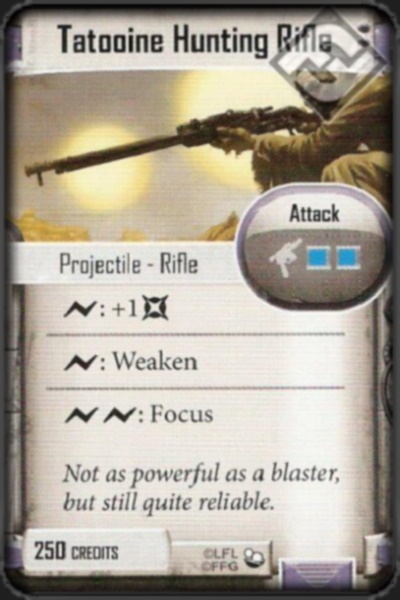 Tatooine Hunting Rifle
Attack
Projectile - Rifle
: +1
: Weaken
: Focus
Not as powerful as a blaster,
but still quite reliable.
250 CREDITS
©LFL
©FFG